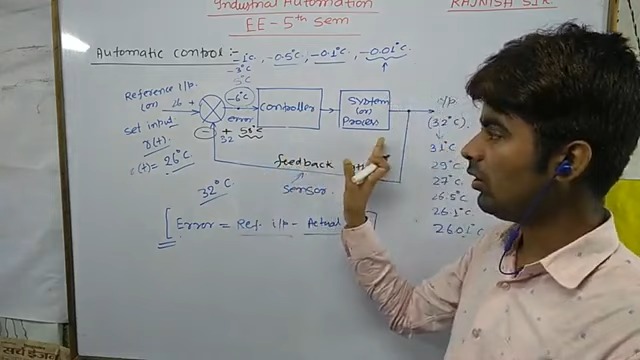 Industrial Automation
RAJNISH SIR
EE - 5th Sem
Automatic control :-
-1°C, -0.5°C, -0.1°C, -0.01°C
-3°C
5°C
Reference i/p
(or) 26 +
set input
r(t).
r(t) = 26°C
-6°C
error
Controller
System
(or)
Process
o/p
(32°C)
31°C
29°C
27°C
26.5°C
26.1°C
26.01°C
- +
32
feedback
sensor
32°C
Error = Ref. i/p - Actual